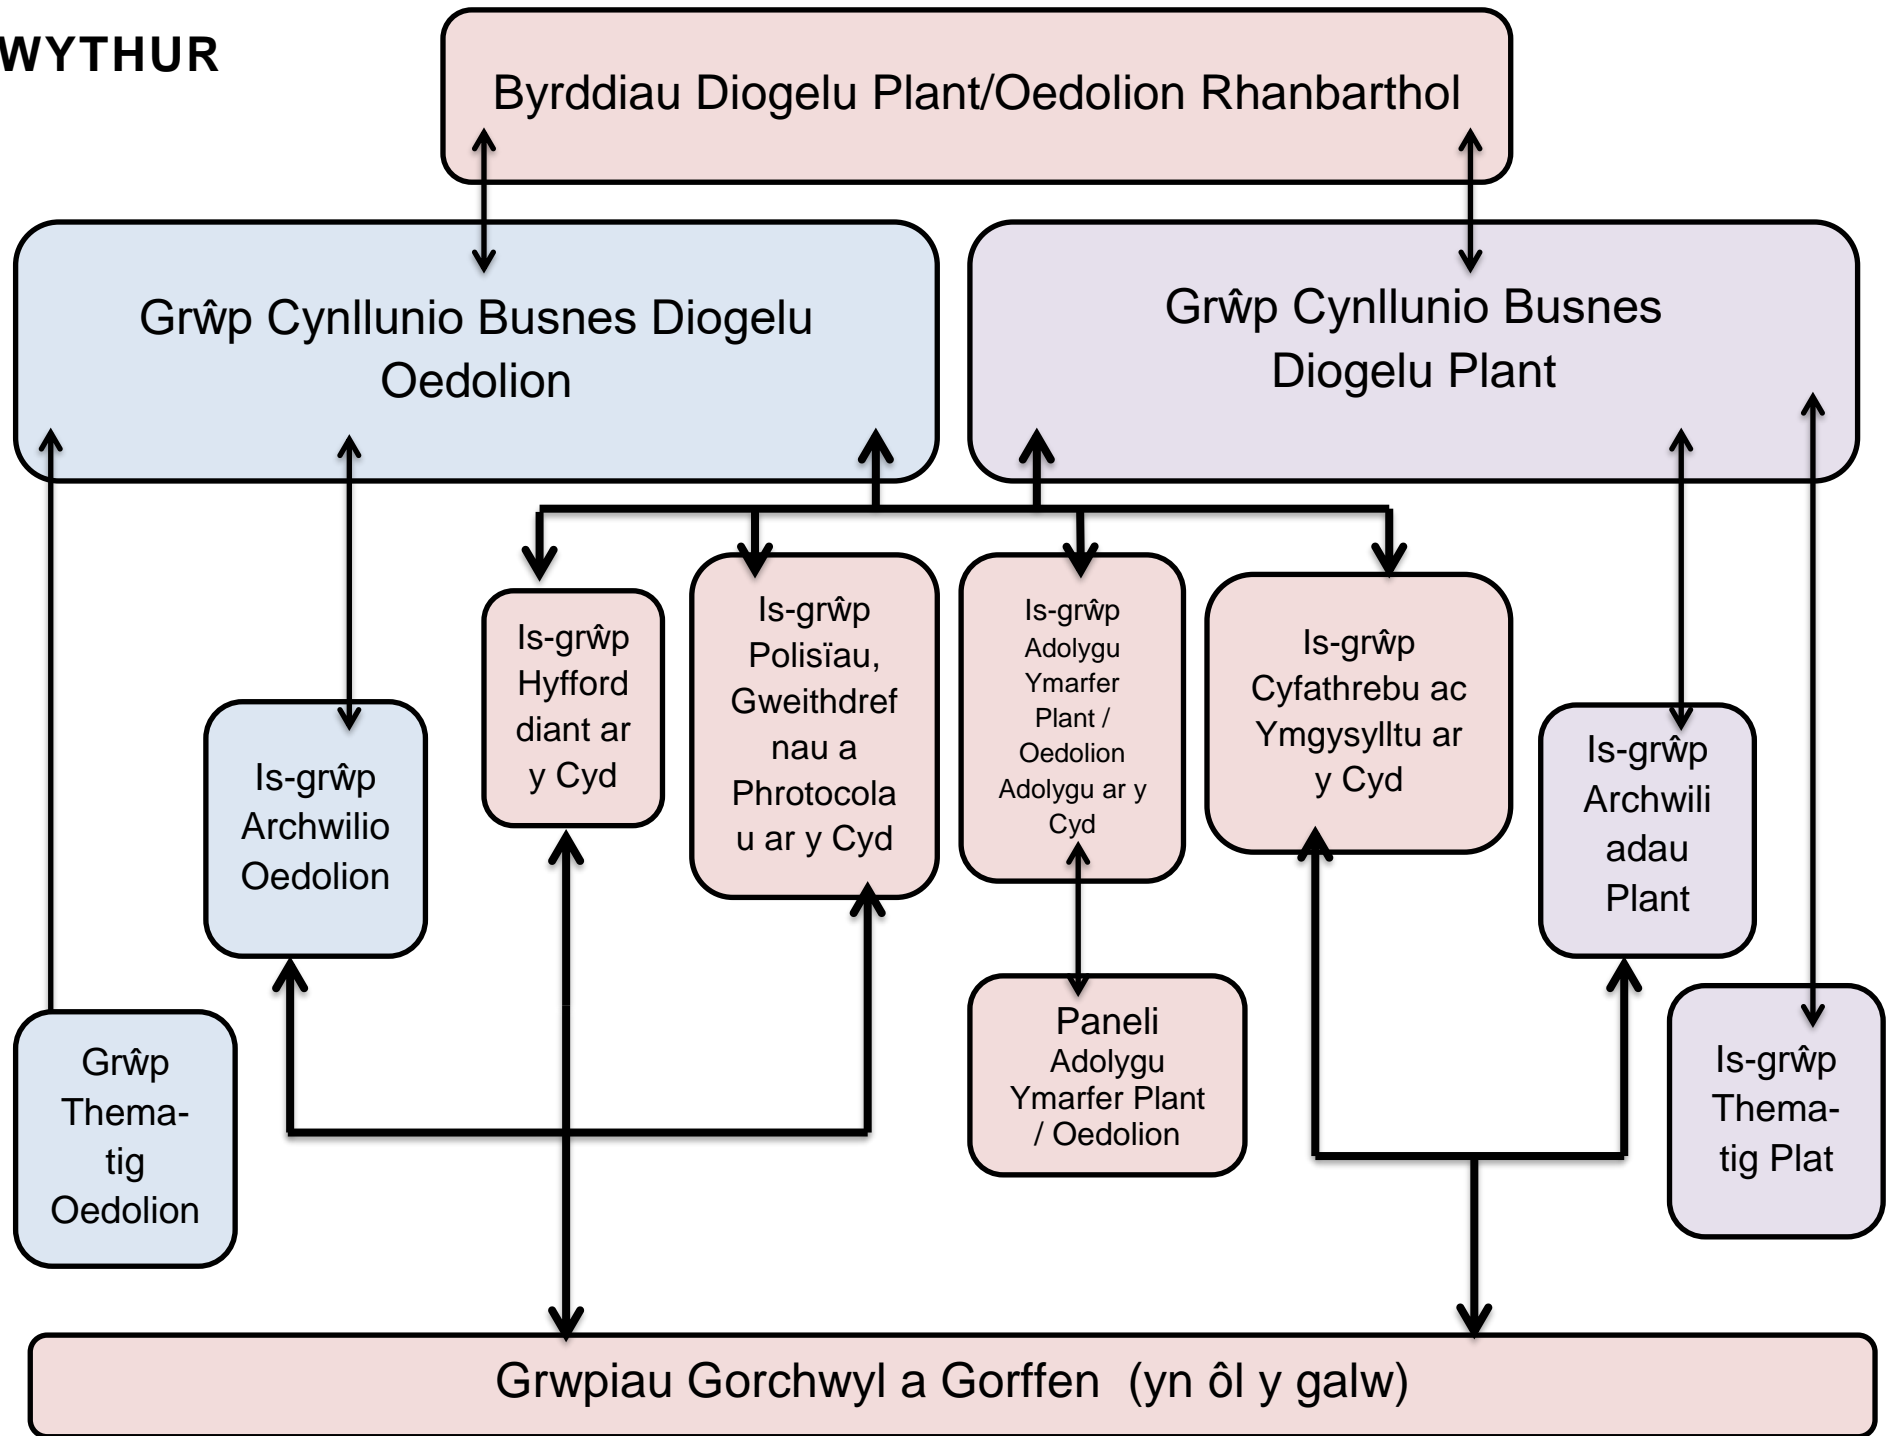 WYTHUR
Byrddiau Diogelu Plant/Oedolion Rhanbarthol
Grŵp Cynllunio Busnes Diogelu
Oedolion
Grŵp Cynllunio Busnes
Diogelu Plant
Is-grŵp
Hyfford
diant ar
y Cyd
Is-grŵp
Polisïau,
Gweithdref
nau a
Phrotocola
u ar y Cyd
Is-grŵp
Adolygu
Ymarfer
Plant /
Oedolion
Adolygu ar y
Cyd
Is-grŵp
Cyfathrebu ac
Ymgysylltu ar
y Cyd
Is-grŵp
Archwilio
Oedolion
Is-grŵp
Archwili
adau
Plant
Grŵp
Thema-
tig
Oedolion
Paneli
Adolygu
Ymarfer Plant
/ Oedolion
Is-grŵp
Thema-
tig Plat
Grwpiau Gorchwyl a Gorffen (yn ôl y galw)